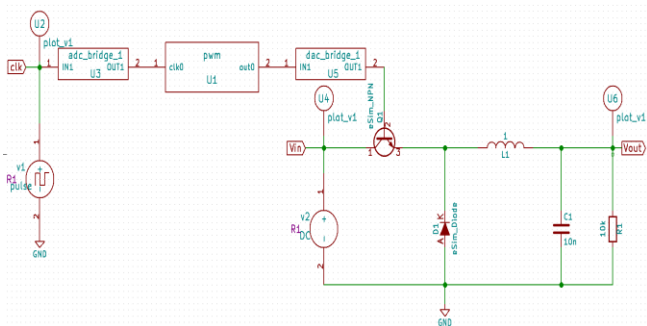 U2
plot_v1
clk
1 IN1 adc_bridge_1 OUT1 2
U3
1 clk0 pwm out0 2
U1
1 IN1 dac_bridge_1 OUT1 2
U5
U4
plot_v1
eSim_NPN
Q1
2
1
3
Vin
1
L1
U6
plot_v1
Vout
1
v1
R1
pulse
2
GND
1
v2
R1
DC
2
D1
K
A
eSim_Diode
C1
10n
10k
R1
GND